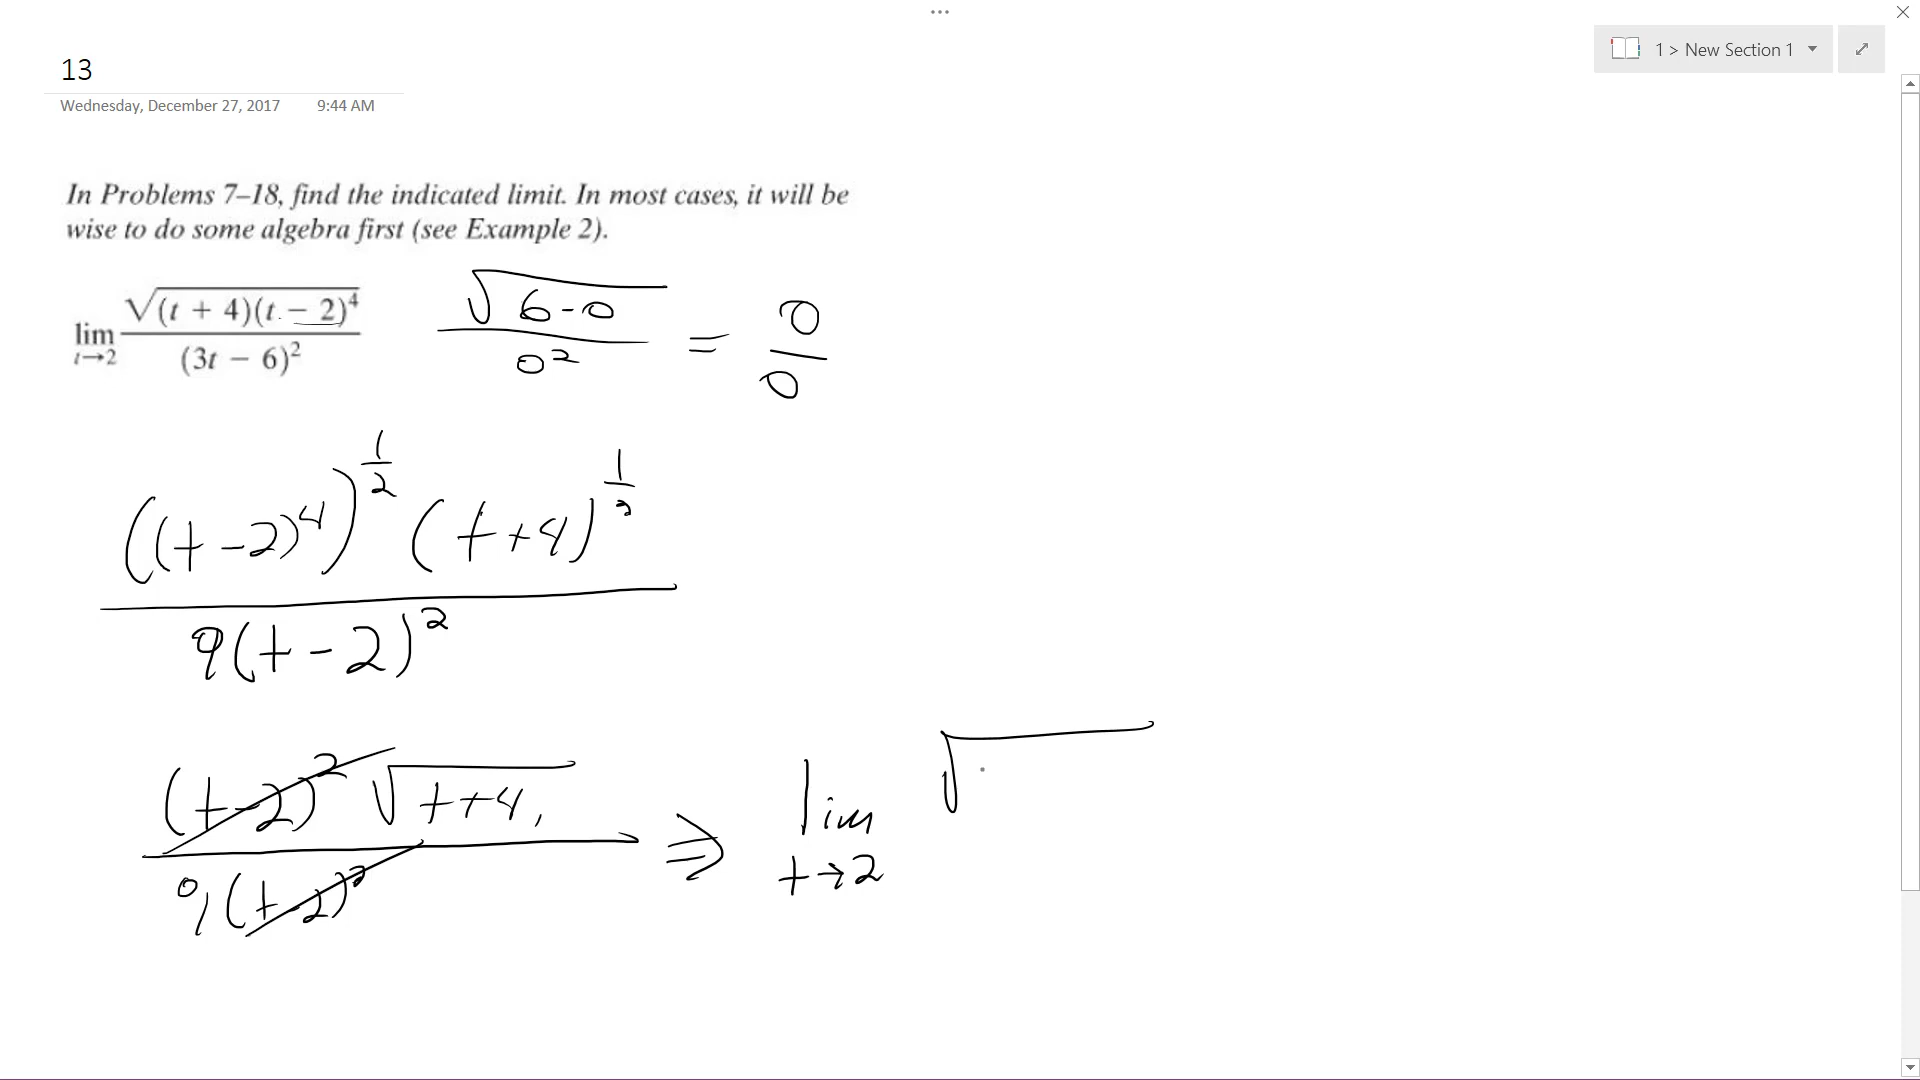 1 > New Section 1
13
Wednesday, December 27, 2017 9:44 AM
In Problems 7–18, find the indicated limit. In most cases, it will be
wise to do some algebra first (see Example 2).
lim t→2 √(t + 4)(t − 2)⁴ / (3t − 6)²
√6-0 / 0² = 0 / 0
((t-2)⁴)^1/2 (t+4)^1/2 / 9(t-2)²
(t-2)² √t+4, / 9(t-2)² ⇒ lim t→2 √